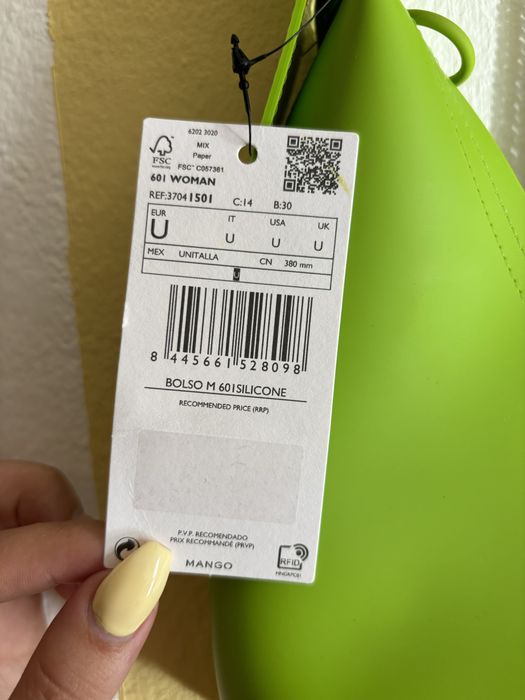 6202 3020
MIX
Paper
FSC
FSC® C057361
601 WOMAN
REF:37041501 C:14 B:30
EUR IT USA UK
U U U U
MEX UNITALLA CN 380 mm
U
8 445661 528098
BOLSO M 601SILICONE
RECOMMENDED PRICE (RRP)
P.V.P. RECOMENDADO
PRIX RECOMMANDÉ (PRVP)
MANGO
RFID